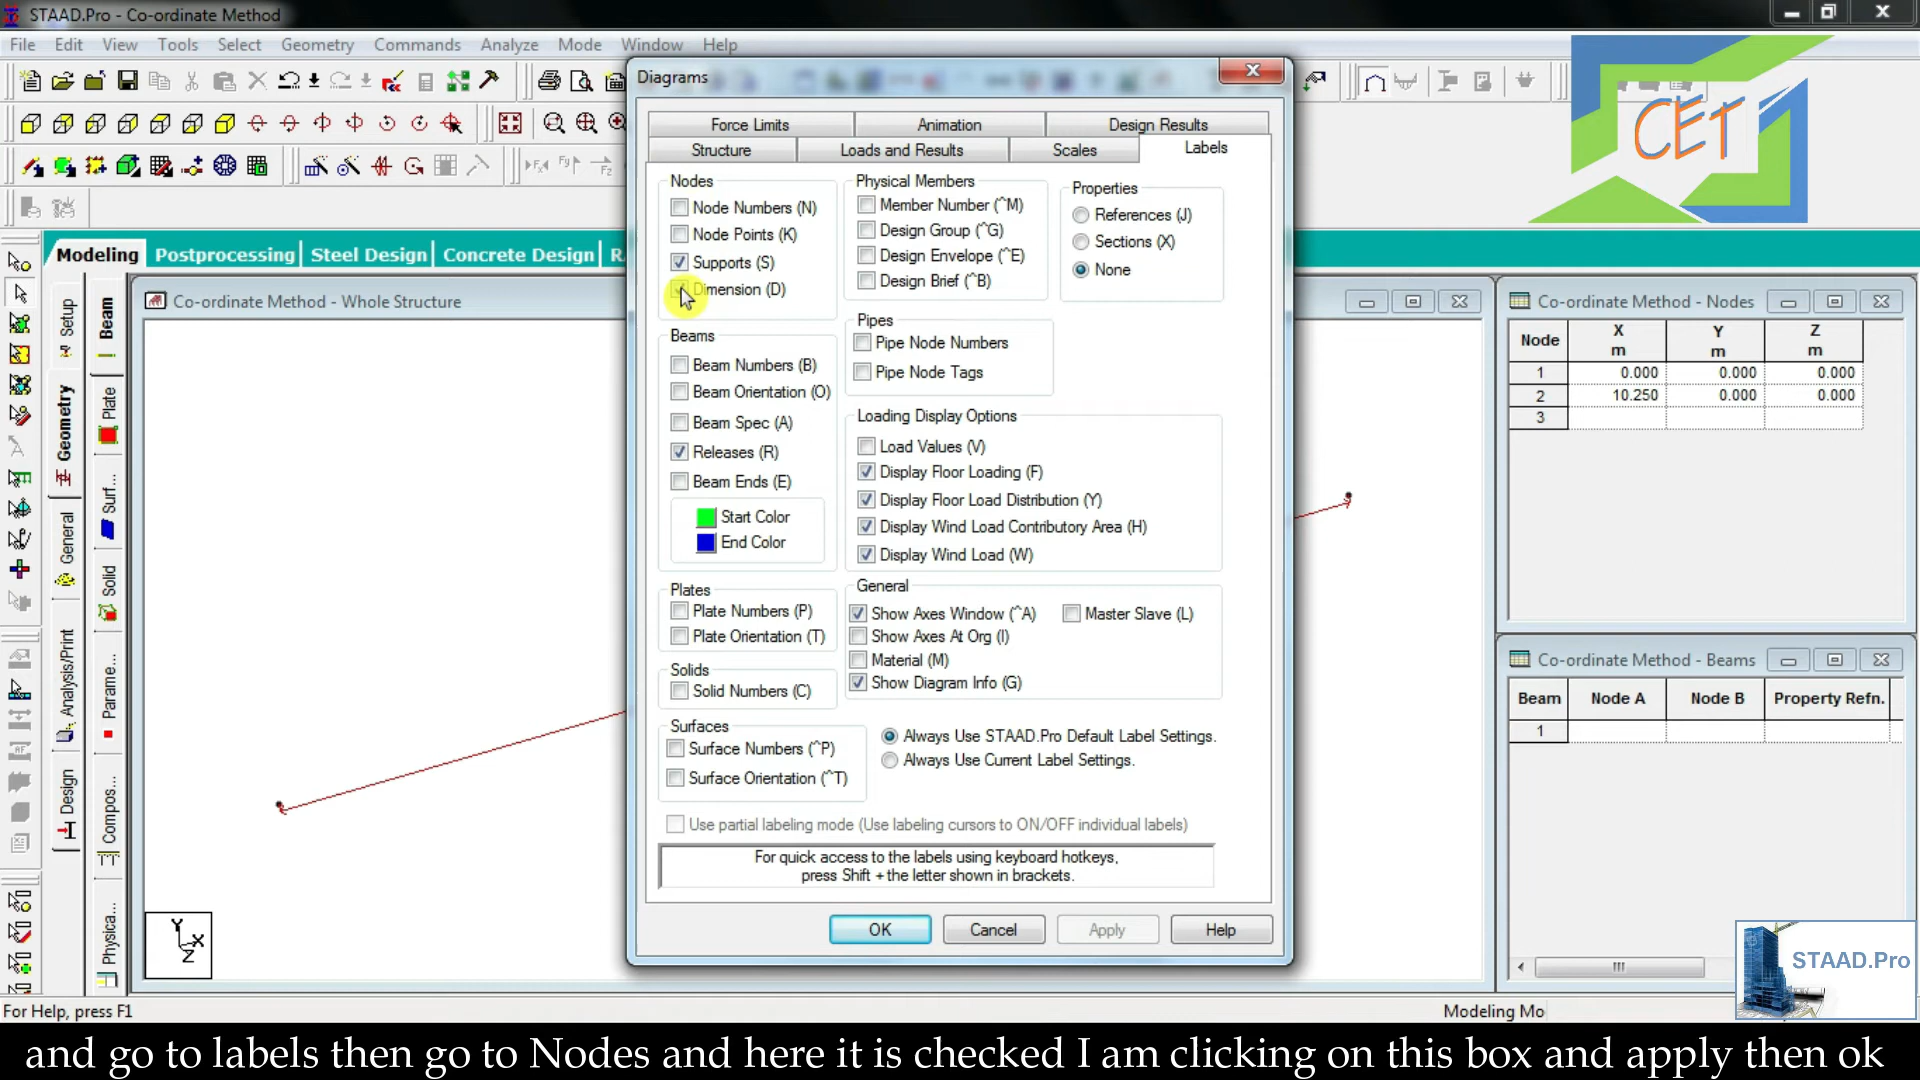 STAAD.Pro - Co-ordinate Method
File Edit View Tools Select Geometry Commands Analyze Mode Window Help
Diagrams
CET
Force Limits Animation Design Results
Structure Loads and Results Scales Labels
Modeling Postprocessing Steel Design Concrete Design
Co-ordinate Method - Whole Structure
Setup
Geometry
General
Analysis/Print
Design
Beam
Plate
Surf...
Solid
Parame...
Compos...
Physica...
Nodes
Node Numbers (N)
Node Points (K)
Supports (S)
Dimension (D)
Beams
Beam Numbers (B)
Beam Orientation (O)
Beam Spec (A)
Releases (R)
Beam Ends (E)
Start Color
End Color
Plates
Plate Numbers (P)
Plate Orientation (T)
Solids
Solid Numbers (C)
Surfaces
Surface Numbers (^P)
Surface Orientation (^T)
Physical Members
Member Number (^M)
Design Group (^G)
Design Envelope (^E)
Design Brief (^B)
Pipes
Pipe Node Numbers
Pipe Node Tags
Loading Display Options
Load Values (V)
Display Floor Loading (F)
Display Floor Load Distribution (Y)
Display Wind Load Contributory Area (H)
Display Wind Load (W)
General
Show Axes Window (^A) Master Slave (L)
Show Axes At Org (I)
Material (M)
Show Diagram Info (G)
Properties
References (J)
Sections (X)
None
Always Use STAAD.Pro Default Label Settings.
Always Use Current Label Settings.
Use partial labeling mode (Use labeling cursors to ON/OFF individual labels)
For quick access to the labels using keyboard hotkeys,
press Shift + the letter shown in brackets.
OK Cancel Apply Help
Co-ordinate Method - Nodes
Node X m Y m Z m
1 0.000 0.000 0.000
2 10.250 0.000 0.000
3
Co-ordinate Method - Beams
Beam Node A Node B Property Refn.
1
Y
X
Z
STAAD.Pro
For Help, press F1
Modeling Mo
and go to labels then go to Nodes and here it is checked I am clicking on this box and apply then ok